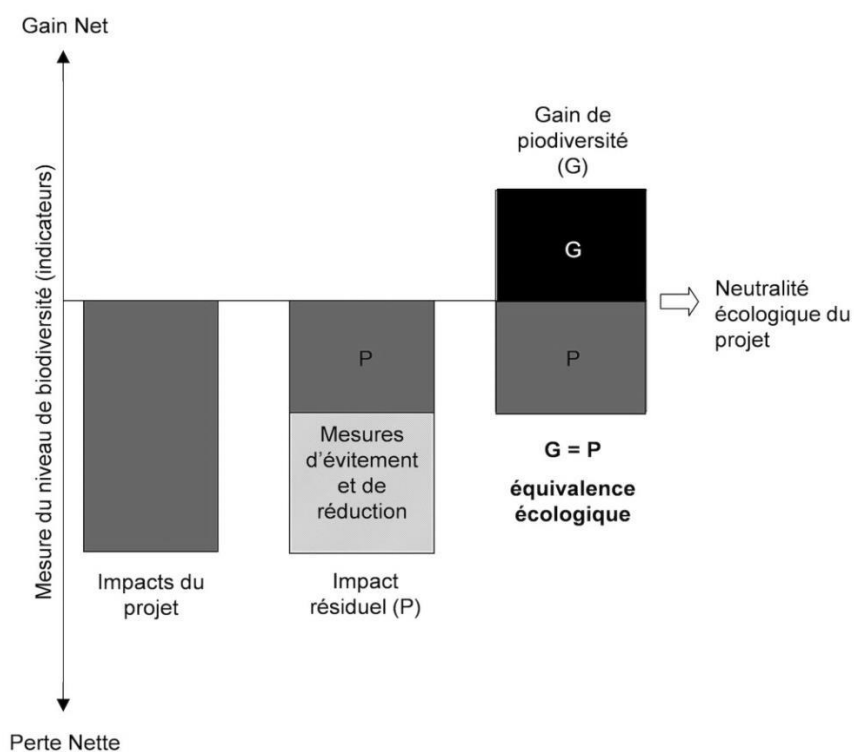 Gain Net
Mesure du niveau de biodiversité (indicateurs)
Perte Nette
Impacts du
projet
P
Mesures
d'évitement
et de
réduction
Impact
résiduel (P)
Gain de
piodiversité
(G)
G
P
G = P
équivalence
écologique
Neutralité
écologique du
projet